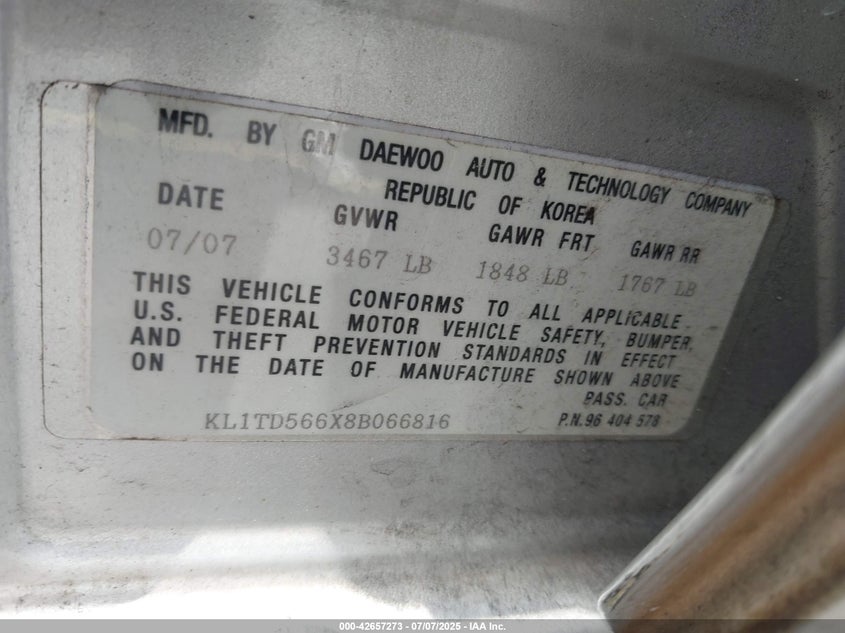 MFD. BY GM DAEWOO AUTO & TECHNOLOGY COMPANY
REPUBLIC OF KOREA
DATE GVWR GAWR FRT GAWR RR
07/07 3467 LB 1848 LB 1767 LB
THIS VEHICLE CONFORMS TO ALL APPLICABLE
U.S. FEDERAL MOTOR VEHICLE SAFETY, BUMPER,
AND THEFT PREVENTION STANDARDS IN EFFECT
ON THE DATE OF MANUFACTURE SHOWN ABOVE
PASS. CAR
KL1TD566X8B066816 P.N.96 404 578
000-42657273 - 07/07/2025 - IAA Inc.